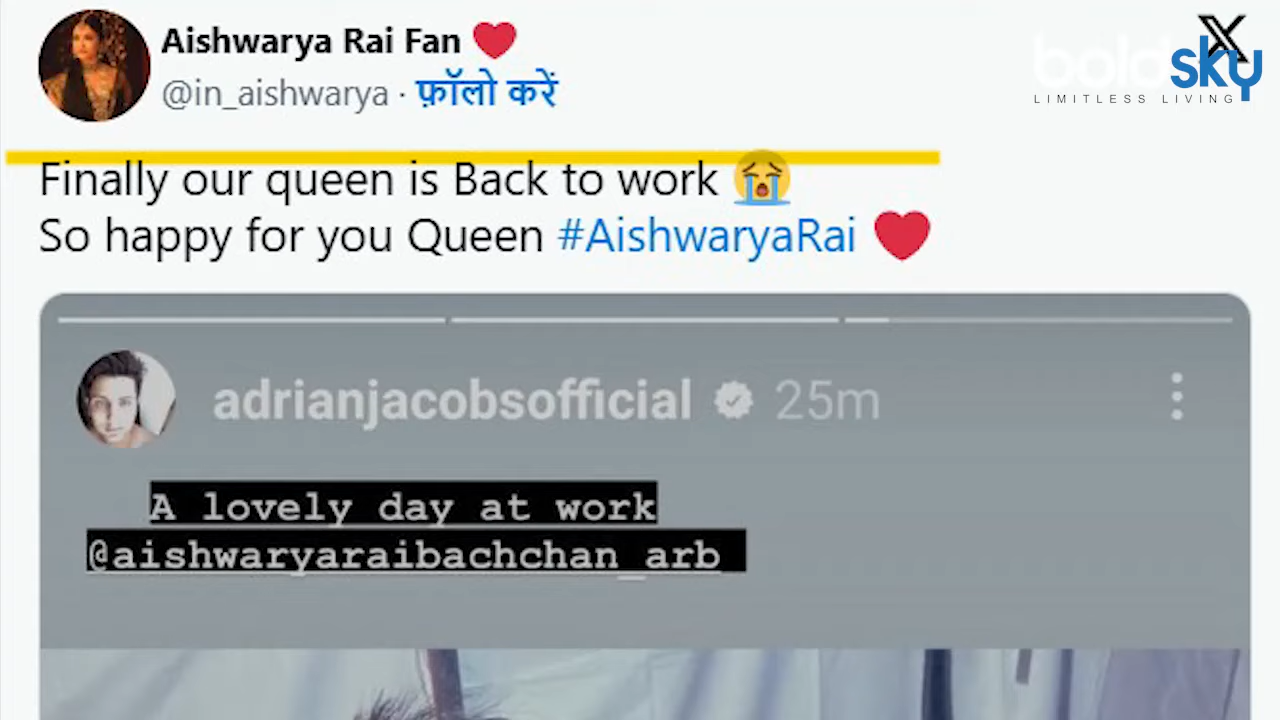 Aishwarya Rai Fan ❤️
@in_aishwarya · फ़ॉलो करें
boldsky
LIMITLESS LIVING
Finally our queen is Back to work 😭
So happy for you Queen #AishwaryaRai ❤️
adrianjacobsofficial 25m
A lovely day at work
@aishwaryaraibachchan_arb